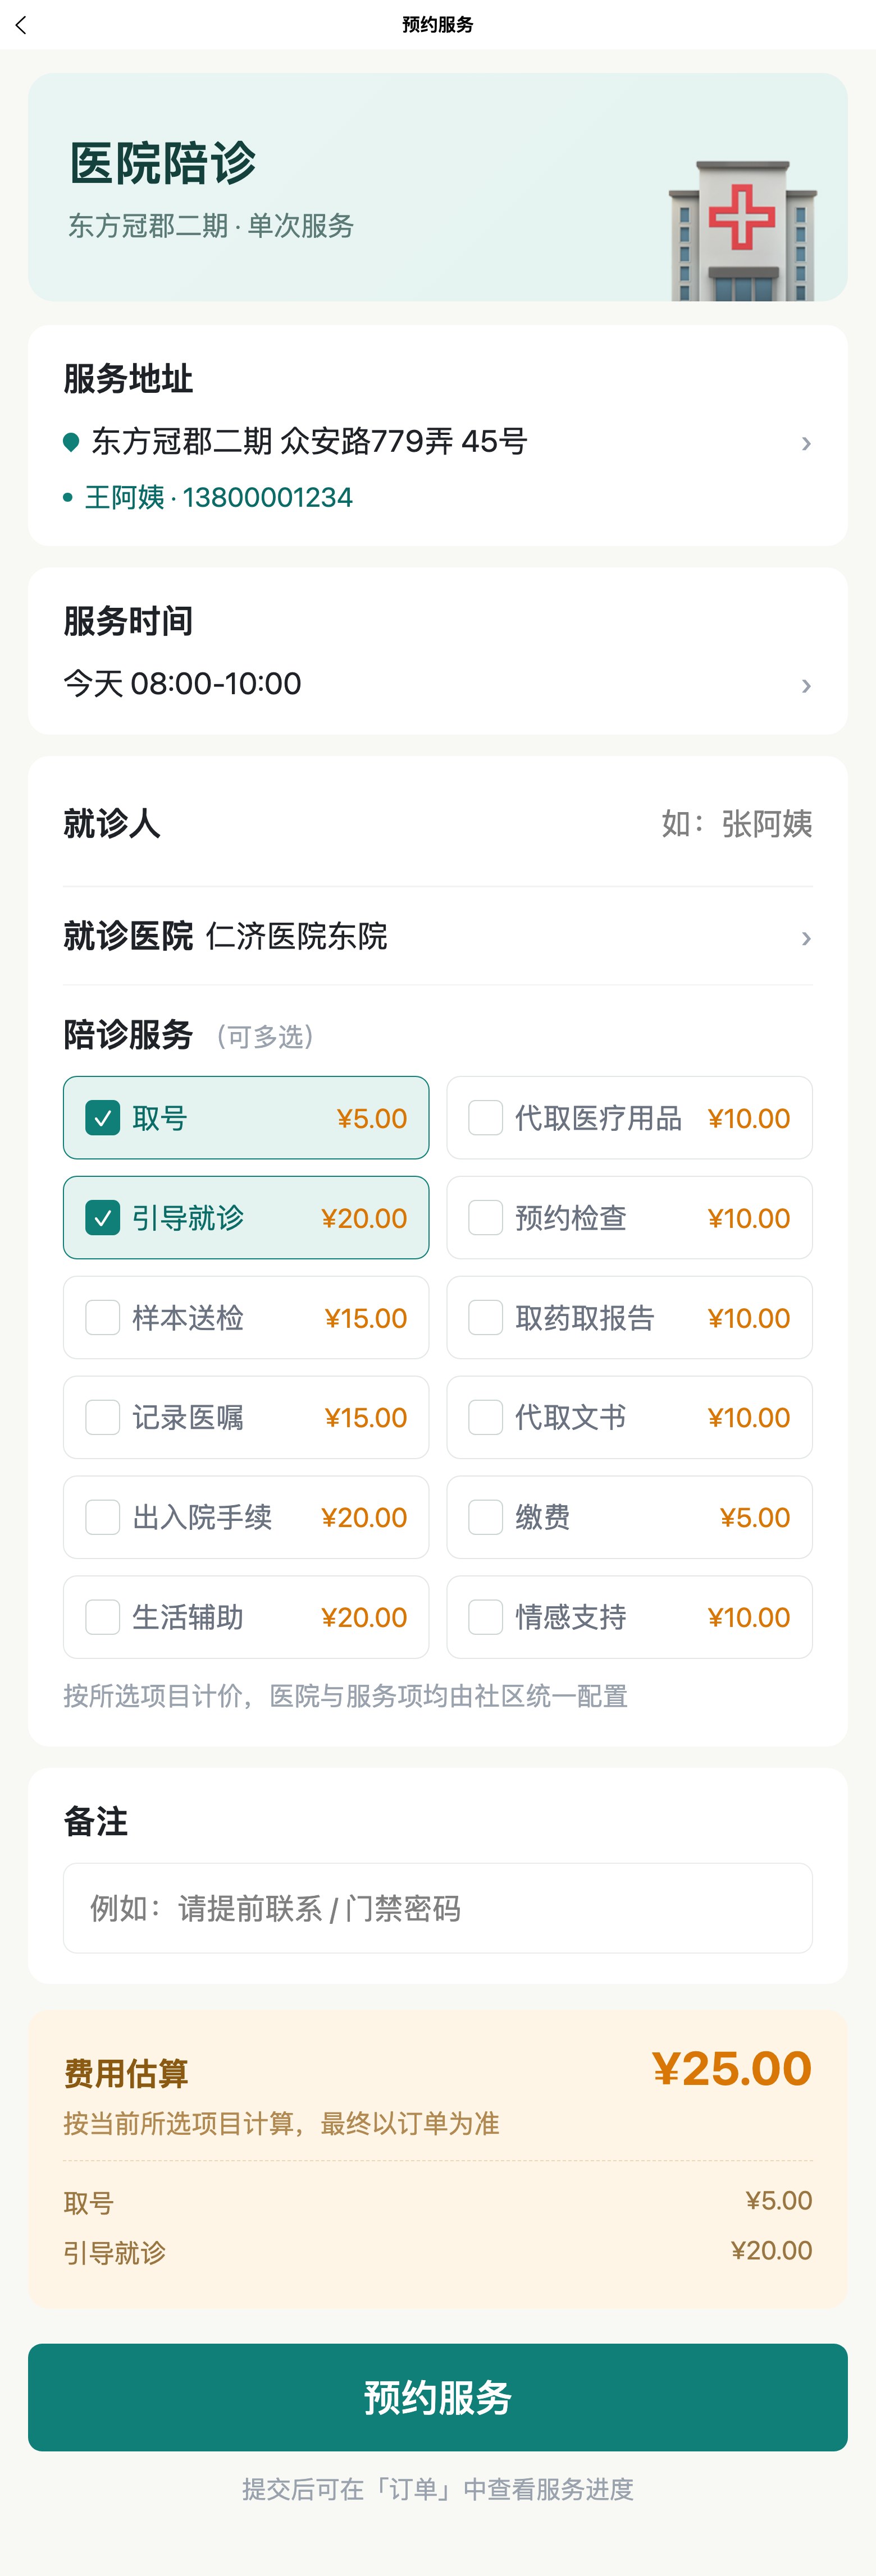 预约服务
医院陪诊
东方冠郡二期 · 单次服务
服务地址
东方冠郡二期 众安路779弄 45号
王阿姨 · 13800001234
服务时间
今天 08:00-10:00
就诊人 如：张阿姨
就诊医院 仁济医院东院
陪诊服务 （可多选）
取号 ¥5.00 代取医疗用品 ¥10.00
引导就诊 ¥20.00 预约检查 ¥10.00
样本送检 ¥15.00 取药取报告 ¥10.00
记录医嘱 ¥15.00 代取文书 ¥10.00
出入院手续 ¥20.00 缴费 ¥5.00
生活辅助 ¥20.00 情感支持 ¥10.00
按所选项目计价，医院与服务项均由社区统一配置
备注
例如：请提前联系 / 门禁密码
费用估算 ¥25.00
按当前所选项目计算，最终以订单为准
取号 ¥5.00
引导就诊 ¥20.00
预约服务
提交后可在「订单」中查看服务进度